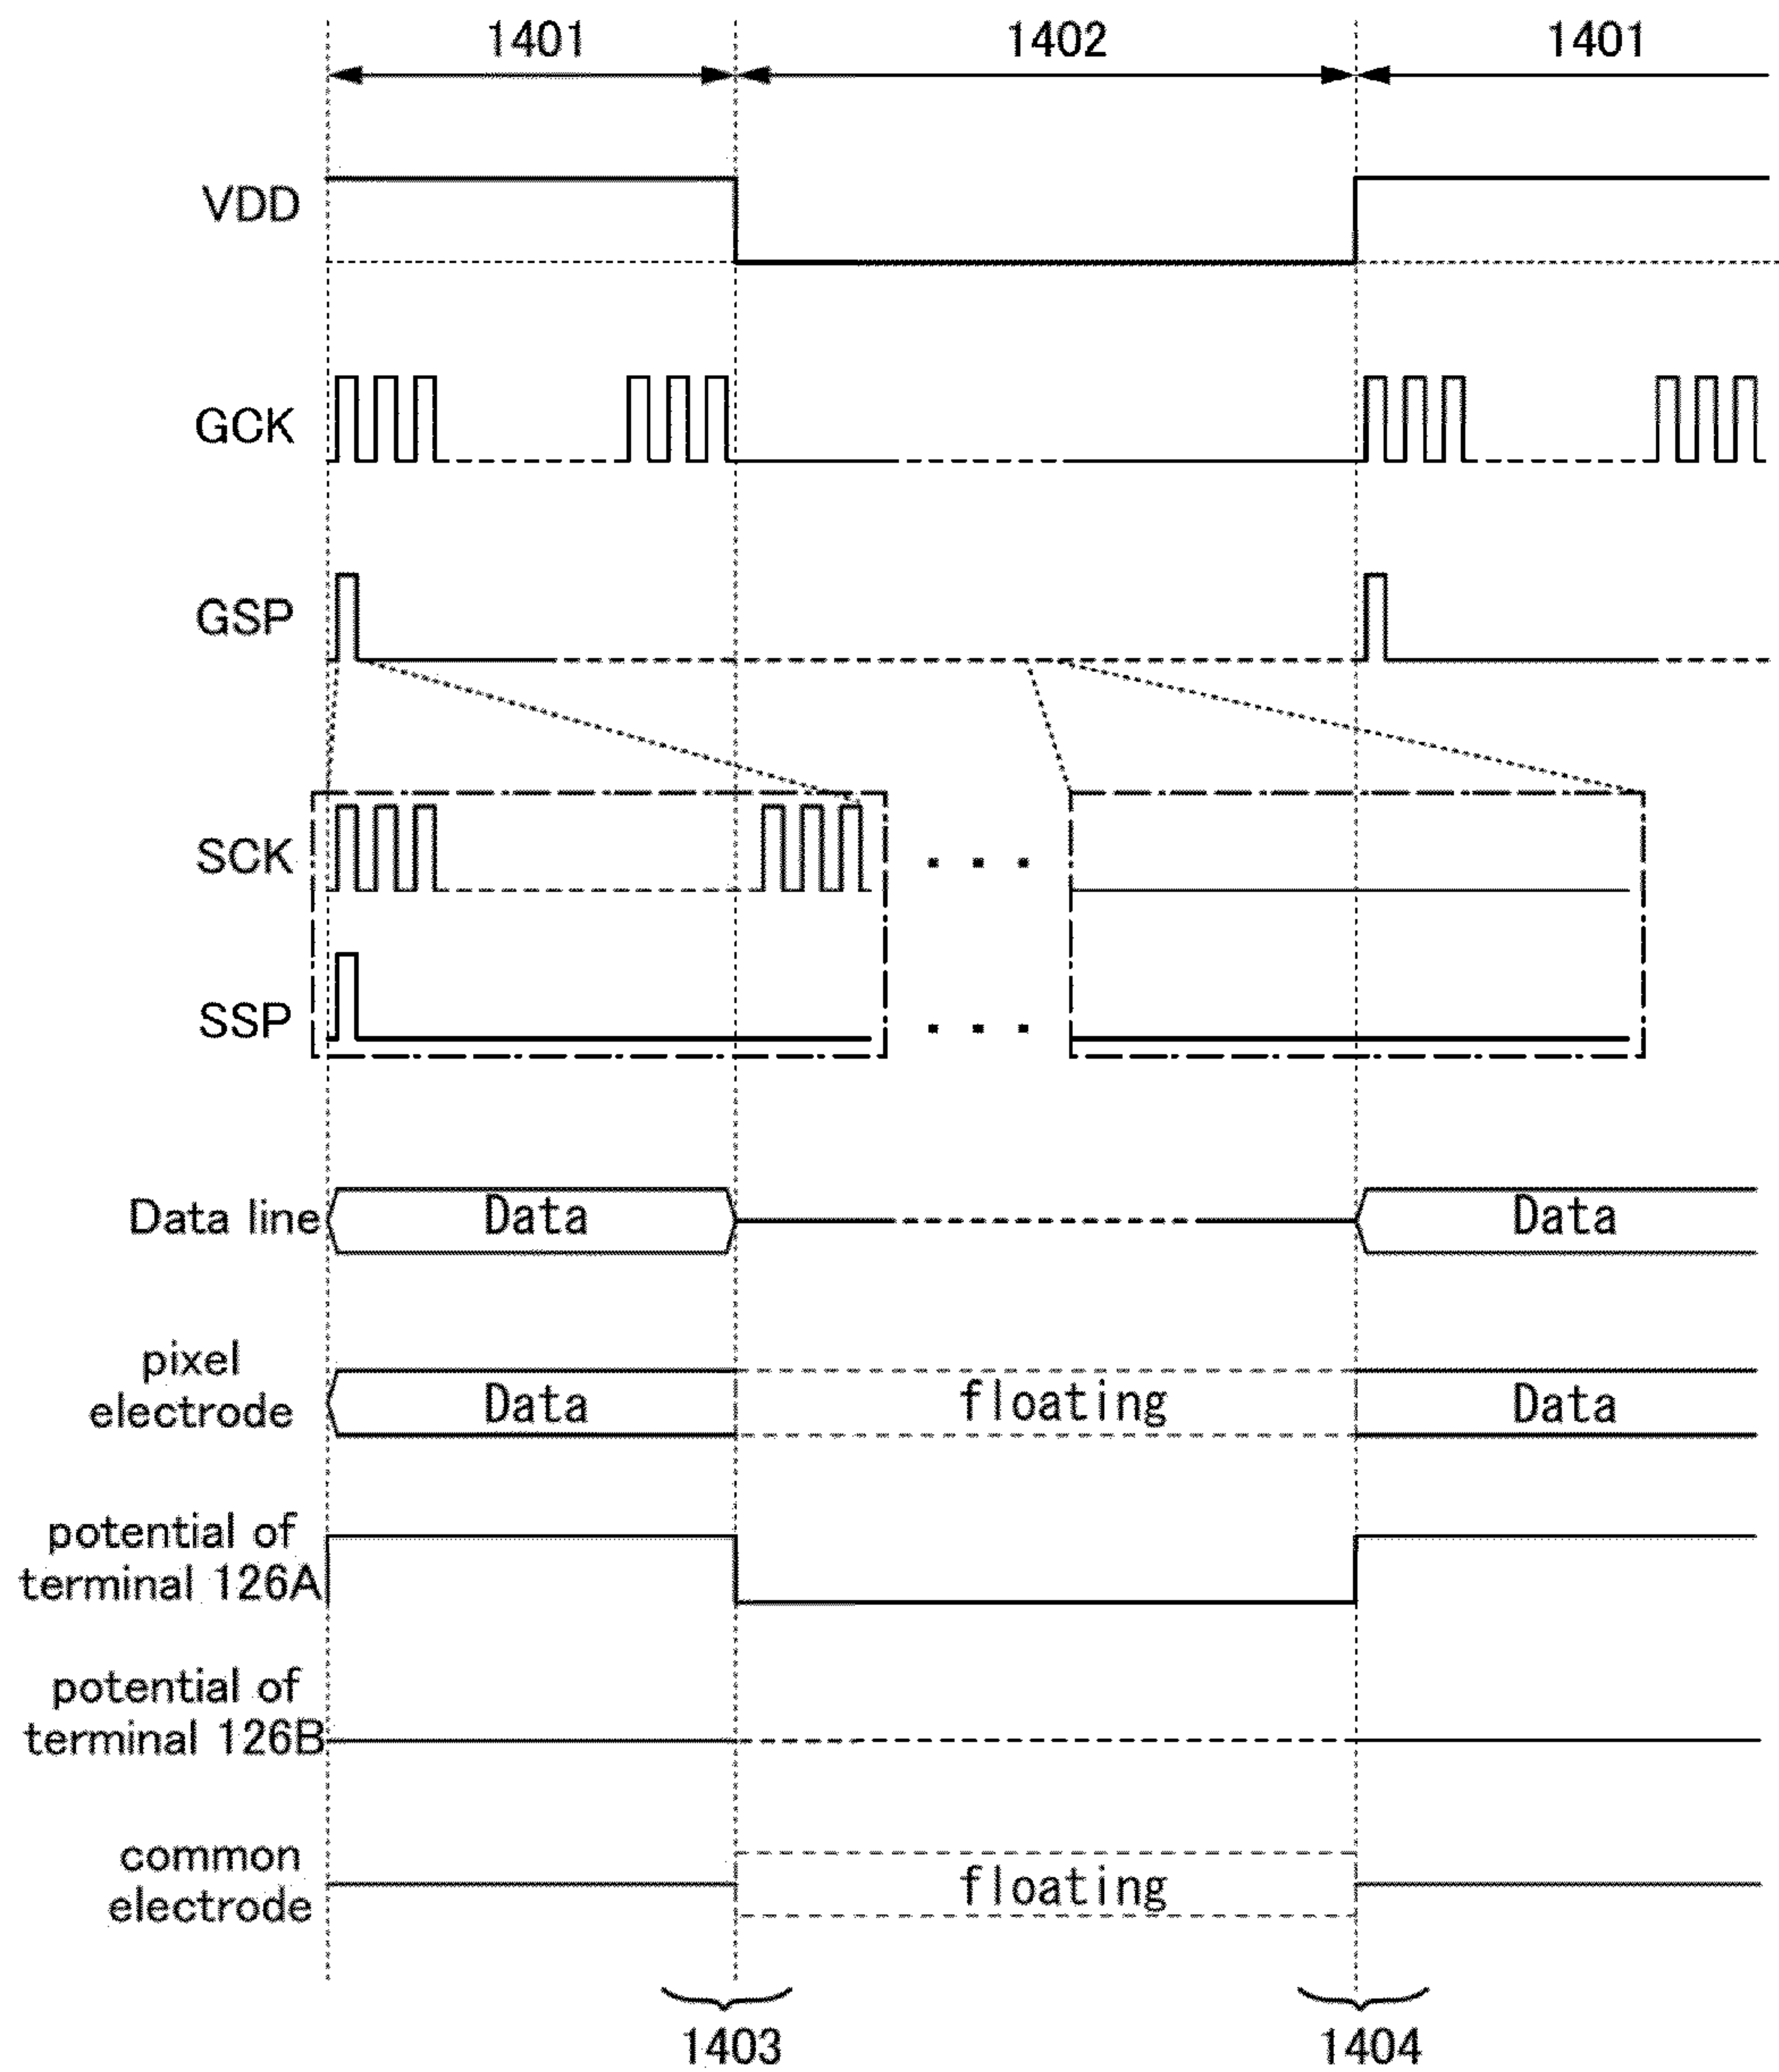 1401 1402 1401
VDD
GCK
GSP
SCK
SSP
Data line Data Data
pixel
electrode Data floating Data
potential of
terminal 126A
potential of
terminal 126B
common
electrode floating
1403 1404